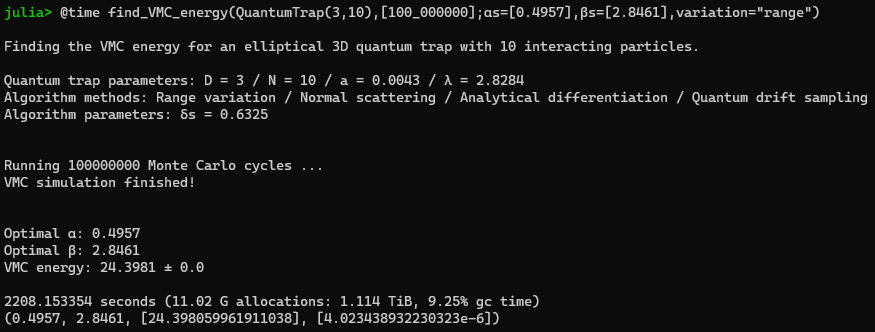 julia> @time find_VMC_energy(QuantumTrap(3,10),[100_000000];αs=[0.4957],βs=[2.8461],variation="range")
Finding the VMC energy for an elliptical 3D quantum trap with 10 interacting particles.
Quantum trap parameters: D = 3 / N = 10 / a = 0.0043 / λ = 2.8284
Algorithm methods: Range variation / Normal scattering / Analytical differentiation / Quantum drift sampling
Algorithm parameters: δs = 0.6325
Running 100000000 Monte Carlo cycles ...
VMC simulation finished!
Optimal α: 0.4957
Optimal β: 2.8461
VMC energy: 24.3981 ± 0.0
2208.153354 seconds (11.02 G allocations: 1.114 TiB, 9.25% gc time)
(0.4957, 2.8461, [24.398059961911038], [4.023438932230323e-6])